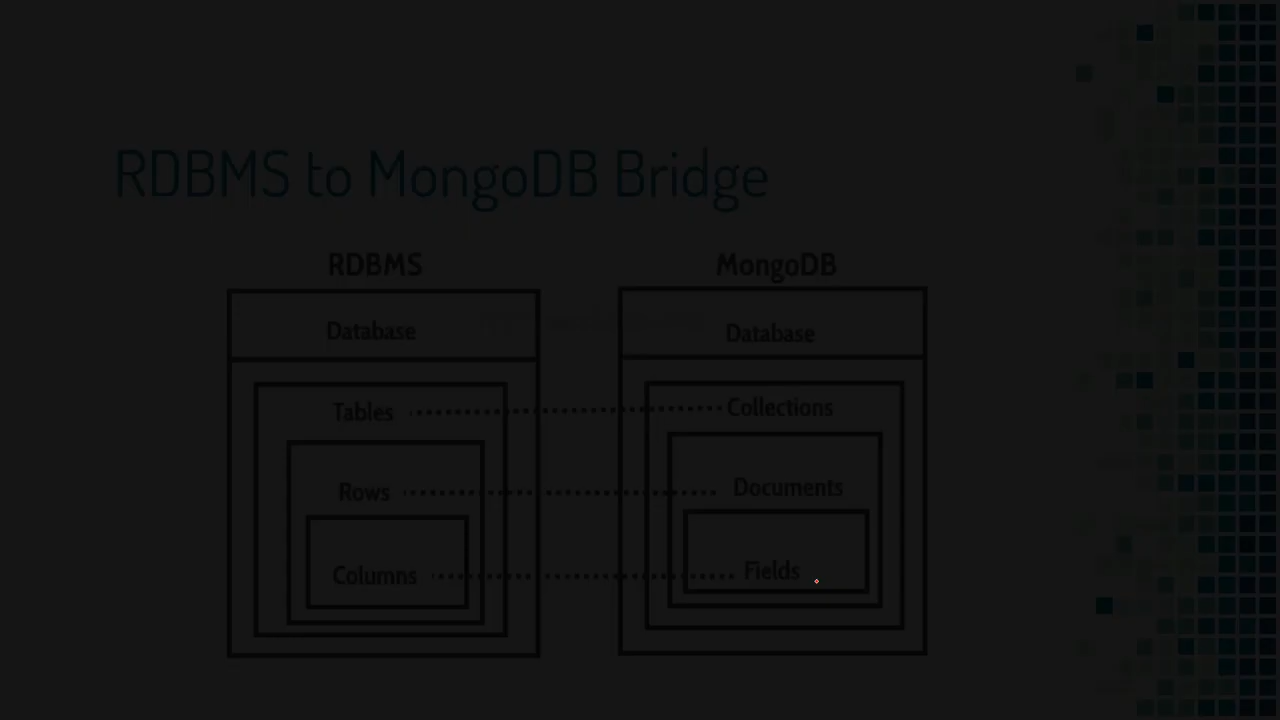 RDBMS to MongoDB Bridge
RDBMS
MongoDB
Database
Database
Tables
Collections
Rows
Documents
Columns
Fields